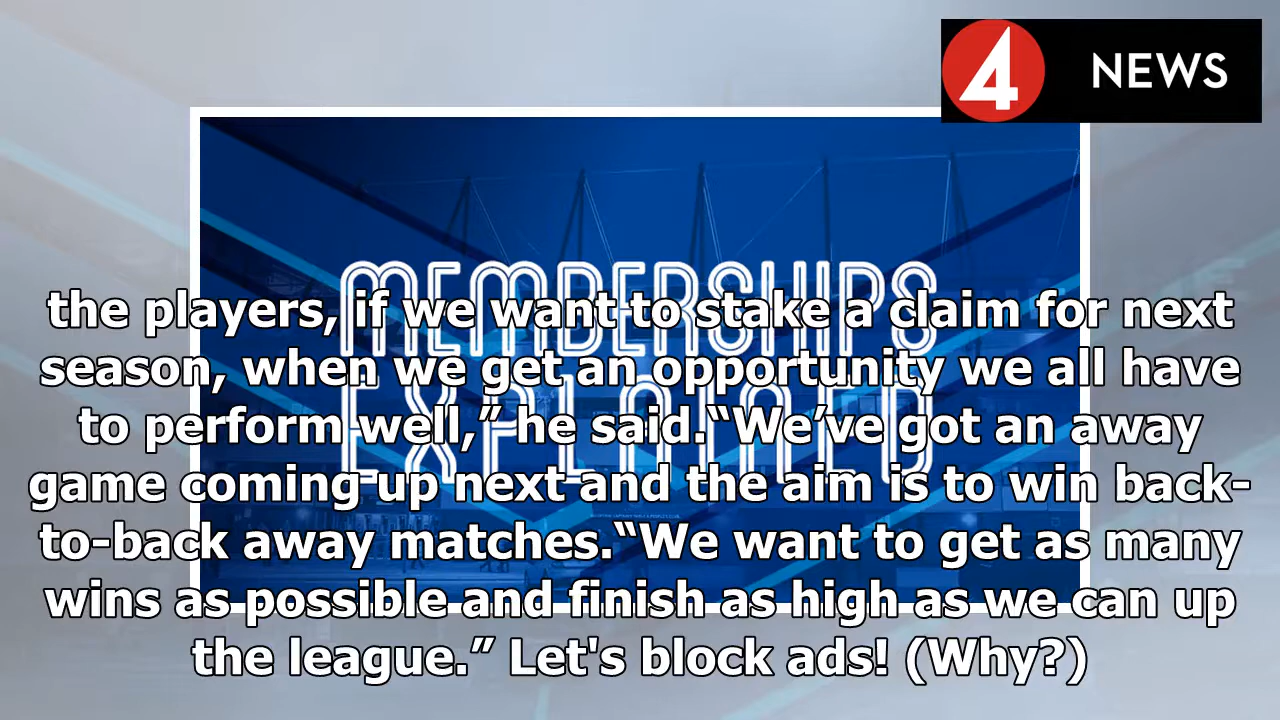 4 NEWS
MEMBERSHIPS
EXPLAINED
the players, if we want to stake a claim for next
season, when we get an opportunity we all have
to perform well,” he said.“We’ve got an away
game coming up next and the aim is to win back-
to-back away matches.“We want to get as many
wins as possible and finish as high as we can up
the league.” Let's block ads! (Why?)